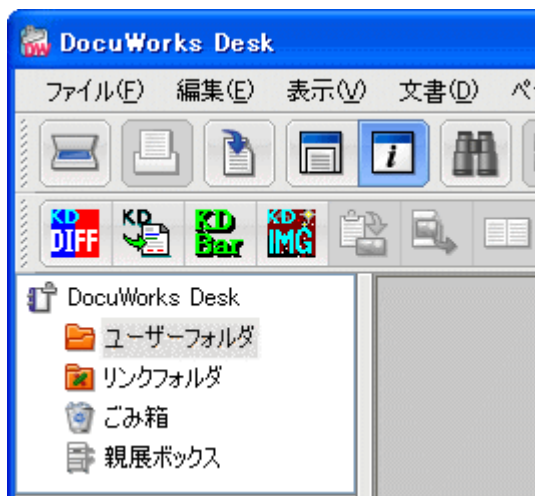 DocuWorks Desk
ファイル(F) 編集(E) 表示(V) 文書(D)
i
KD DIFF KD KD Bar KD IMG
DocuWorks Desk
ユーザーフォルダ
リンクフォルダ
ごみ箱
親展ボックス